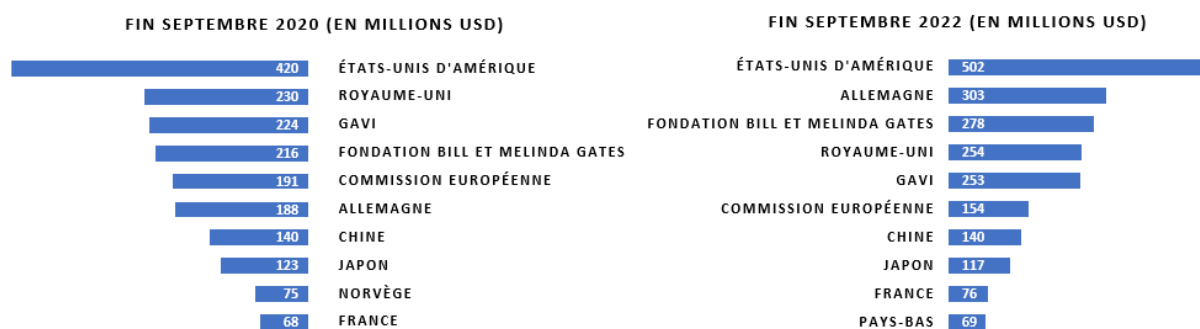 FIN SEPTEMBRE 2020 (EN MILLIONS USD)
420 ÉTATS-UNIS D'AMÉRIQUE
230 ROYAUME-UNI
224 GAVI
216 FONDATION BILL ET MELINDA GATES
191 COMMISSION EUROPÉENNE
188 ALLEMAGNE
140 CHINE
123 JAPON
75 NORVÈGE
68 FRANCE
FIN SEPTEMBRE 2022 (EN MILLIONS USD)
ÉTATS-UNIS D'AMÉRIQUE 502
ALLEMAGNE 303
FONDATION BILL ET MELINDA GATES 278
ROYAUME-UNI 254
GAVI 253
COMMISSION EUROPÉENNE 154
CHINE 140
JAPON 117
FRANCE 76
PAYS-BAS 69